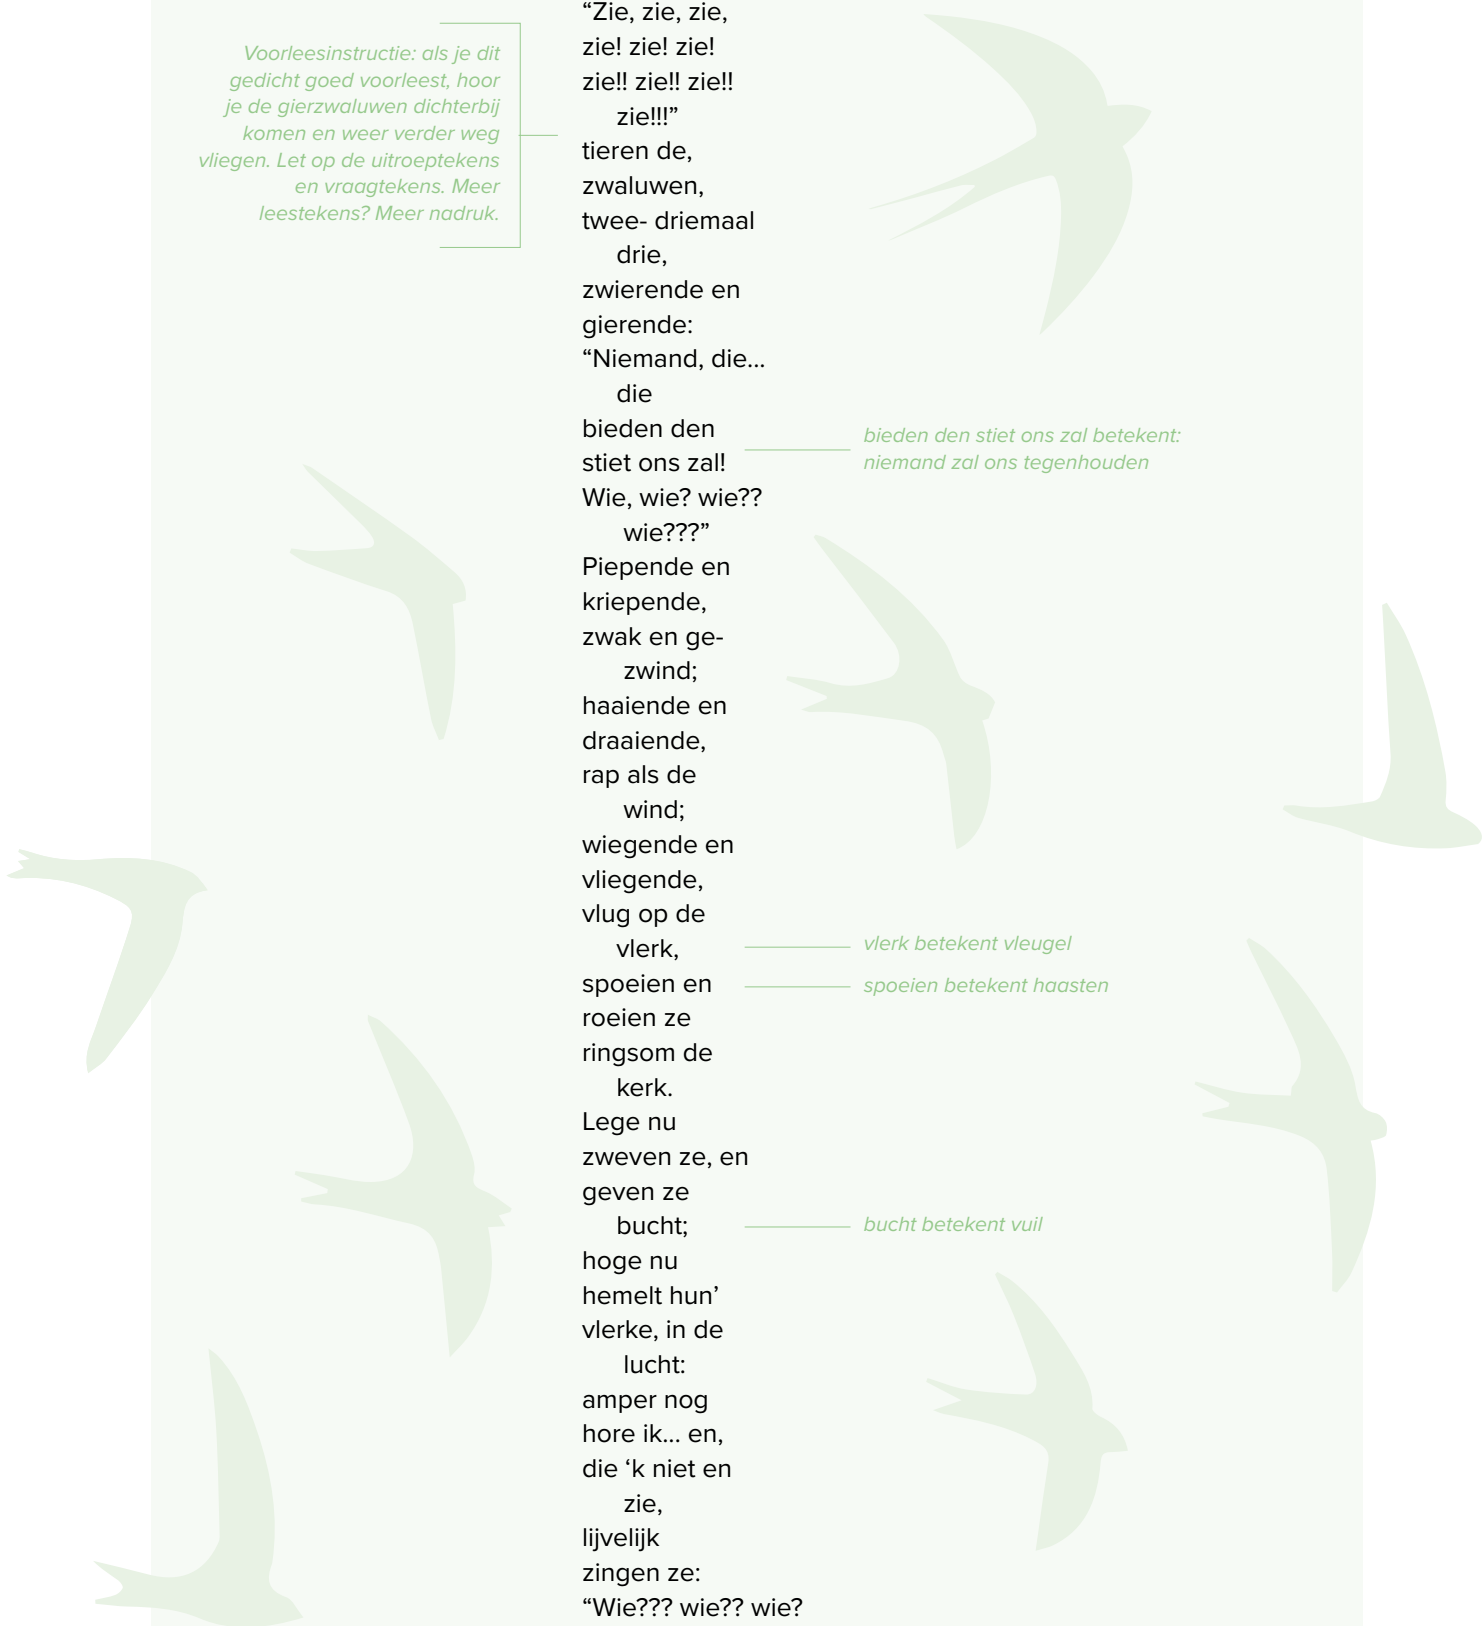 “Zie, zie, zie,
zie! zie! zie!
zie!! zie!! zie!!
zie!!!”
Voorleesinstructie: als je dit
gedicht goed voorleest, hoor
je de gierzwaluwen dichterbij
komen en weer verder weg
vliegen. Let op de uitroeptekens
en vraagtekens. Meer
leestekens? Meer nadruk.
tieren de,
zwaluwen,
twee- driemaal
drie,
zwierende en
gierende:
“Niemand, die...
die
bieden den
stiet ons zal!
bieden den stiet ons zal betekent:
niemand zal ons tegenhouden
Wie, wie? wie??
wie???”
Piepende en
kriepende,
zwak en ge-
zwind;
haaiende en
draaiende,
rap als de
wind;
wiegende en
vliegende,
vlug op de
vlerk,
vlerk betekent vleugel
spoeien en
spoeien betekent haasten
roeien ze
ringsom de
kerk.
Lege nu
zweven ze, en
geven ze
bucht;
bucht betekent vuil
hoge nu
hemelt hun’
vlerke, in de
lucht:
amper nog
hore ik... en,
die ‘k niet en
zie,
lijvelijk
zingen ze:
“Wie??? wie?? wie?